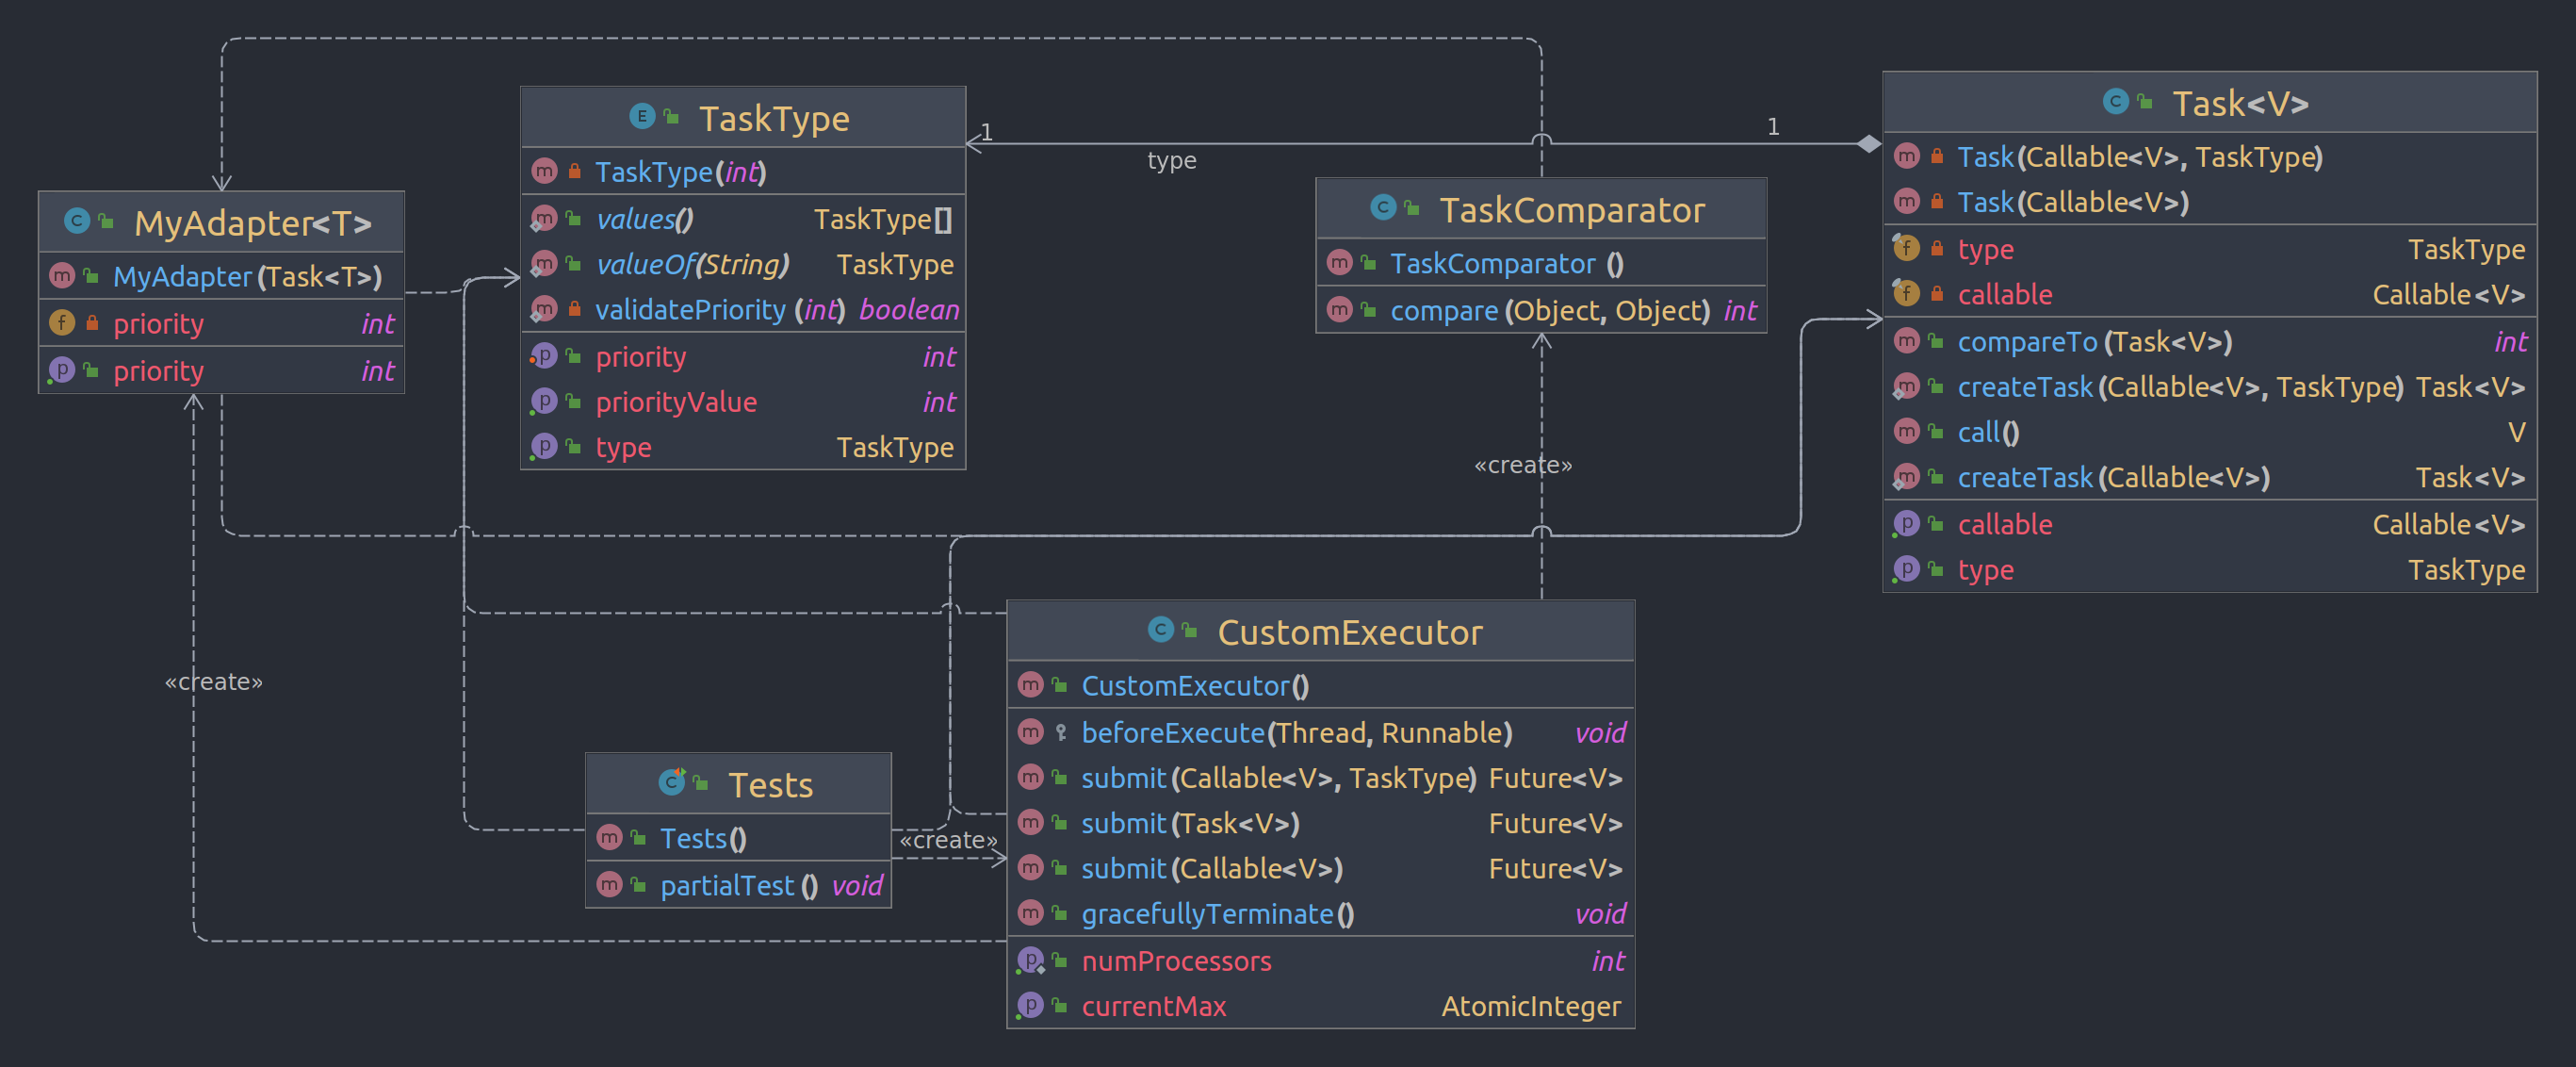 MyAdapter<T>
MyAdapter(Task<T>)
priority int
priority int
TaskType
TaskType(int)
values() TaskType[]
valueOf(String) TaskType
validatePriority(int) boolean
priority int
priorityValue int
type TaskType
1
type
1
TaskComparator
TaskComparator()
compare(Object, Object) int
Task<V>
Task(Callable<V>, TaskType)
Task(Callable<V>)
type TaskType
callable Callable<V>
compareTo(Task<V>) int
createTask(Callable<V>, TaskType) Task<V>
call() V
createTask(Callable<V>) Task<V>
callable Callable<V>
type TaskType
«create»
«create»
Tests
Tests()
partialTest() void
«create»
CustomExecutor
CustomExecutor()
beforeExecute(Thread, Runnable) void
submit(Callable<V>, TaskType) Future<V>
submit(Task<V>) Future<V>
submit(Callable<V>) Future<V>
gracefullyTerminate() void
numProcessors int
currentMax AtomicInteger